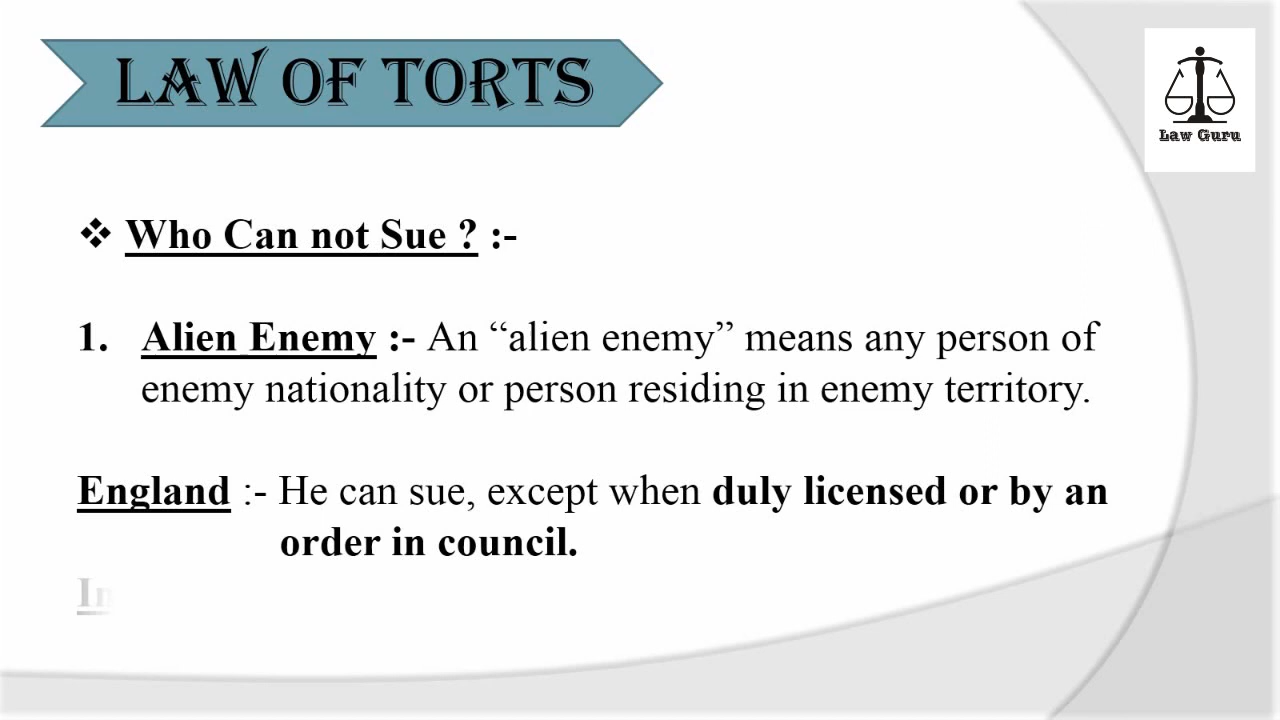 LAW OF TORTS
Law Guru
❖ Who Can not Sue ? :-
1. Alien Enemy :- An “alien enemy” means any person of
enemy nationality or person residing in enemy territory.
England :- He can sue, except when duly licensed or by an
order in council.